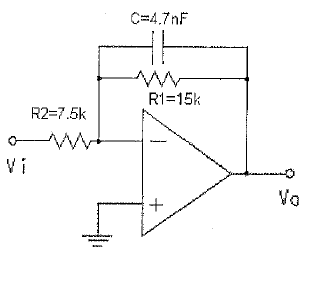 C=4.7nF
R1=15k
R2=7.5k
Vi
−
+
Vo